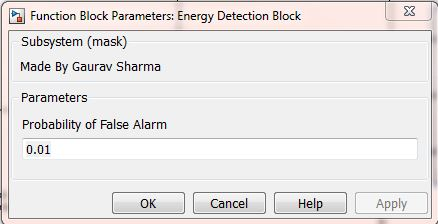 Function Block Parameters: Energy Detection Block
Subsystem (mask)
Made By Gaurav Sharma
Parameters
Probability of False Alarm
0.01
OK Cancel Help Apply